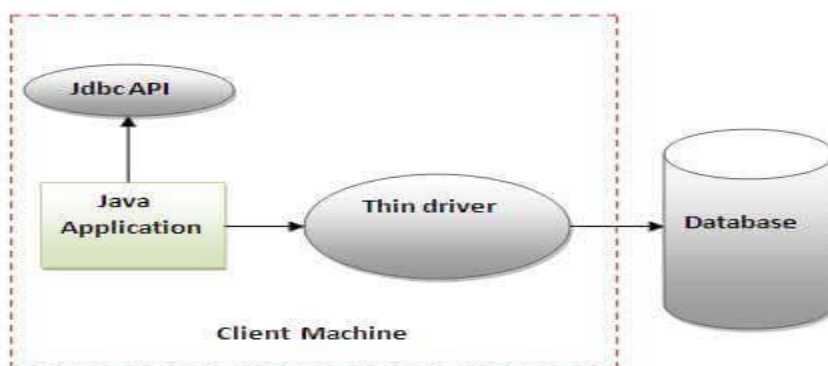 Jdbc API
Java
Application
Thin driver
Database
Client Machine